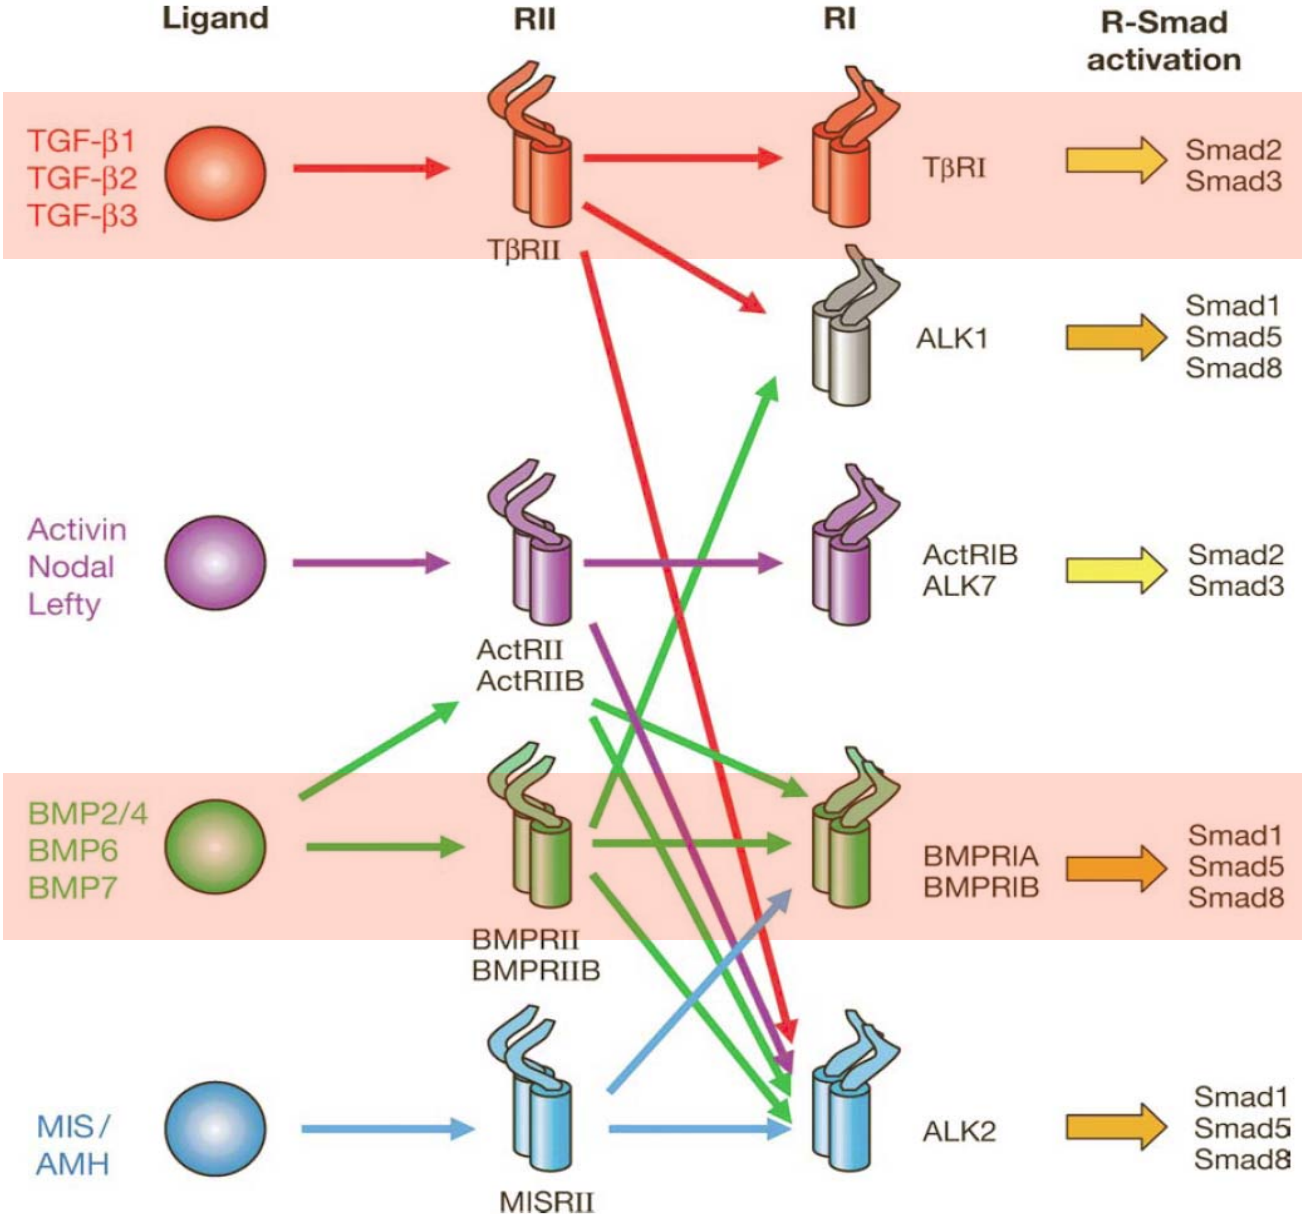 Ligand
RII
RI
R-Smad
activation
TGF-β1
TGF-β2
TGF-β3
TβRII
TβRI
Smad2
Smad3
ALK1
Smad1
Smad5
Smad8
Activin
Nodal
Lefty
ActRII
ActRIIB
ActRIB
ALK7
Smad2
Smad3
BMP2/4
BMP6
BMP7
BMPRII
BMPRIIB
BMPRIA
BMPRIB
Smad1
Smad5
Smad8
MIS/
AMH
MISRII
ALK2
Smad1
Smad5
Smad8